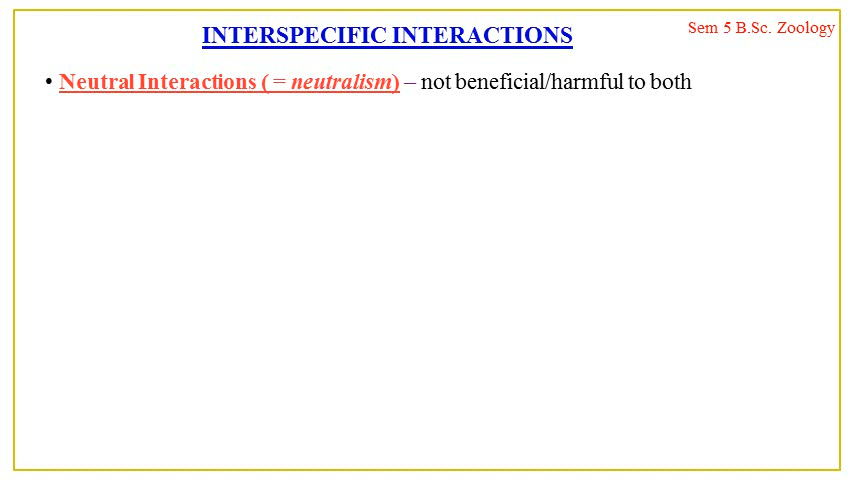 INTERSPECIFIC INTERACTIONS
Sem 5 B.Sc. Zoology
• Neutral Interactions ( = neutralism) – not beneficial/harmful to both